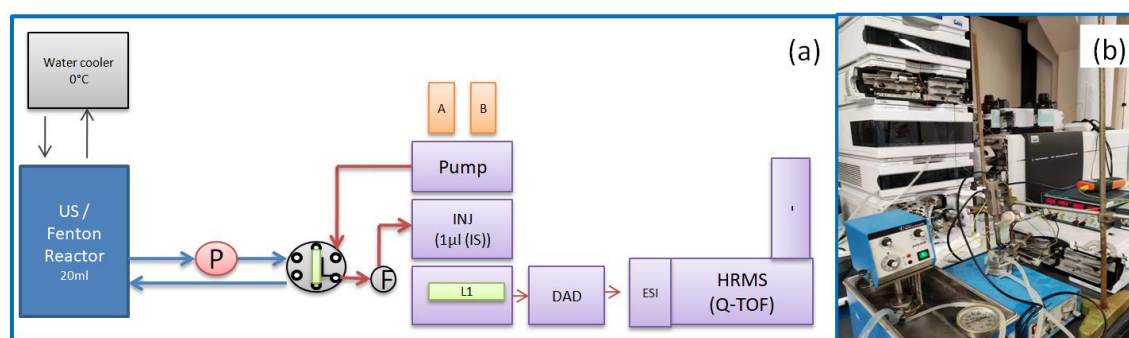 (a)
Water cooler
0°C
A
B
Pump
INJ
(1µl (IS))
US /
Fenton
Reactor
20ml
P
L
F
L1
DAD
ESI
HRMS
(Q-TOF)
(b)